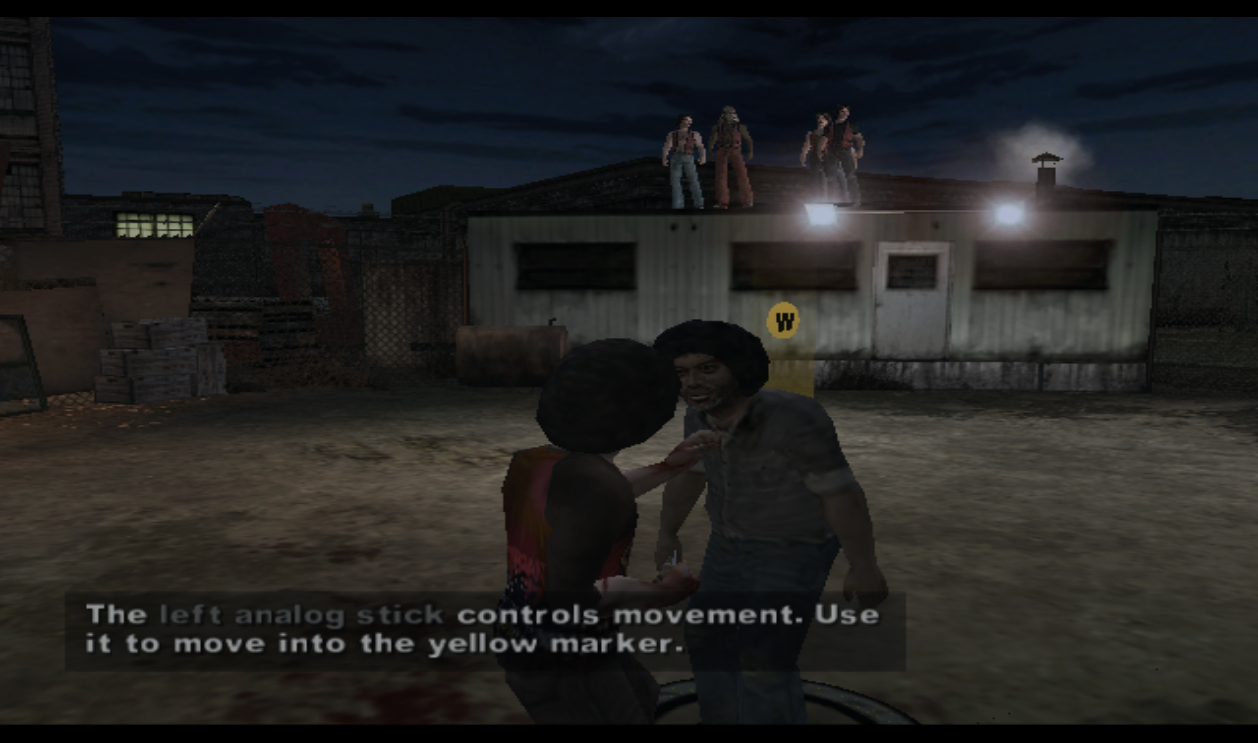 W
The left analog stick controls movement. Use
it to move into the yellow marker.